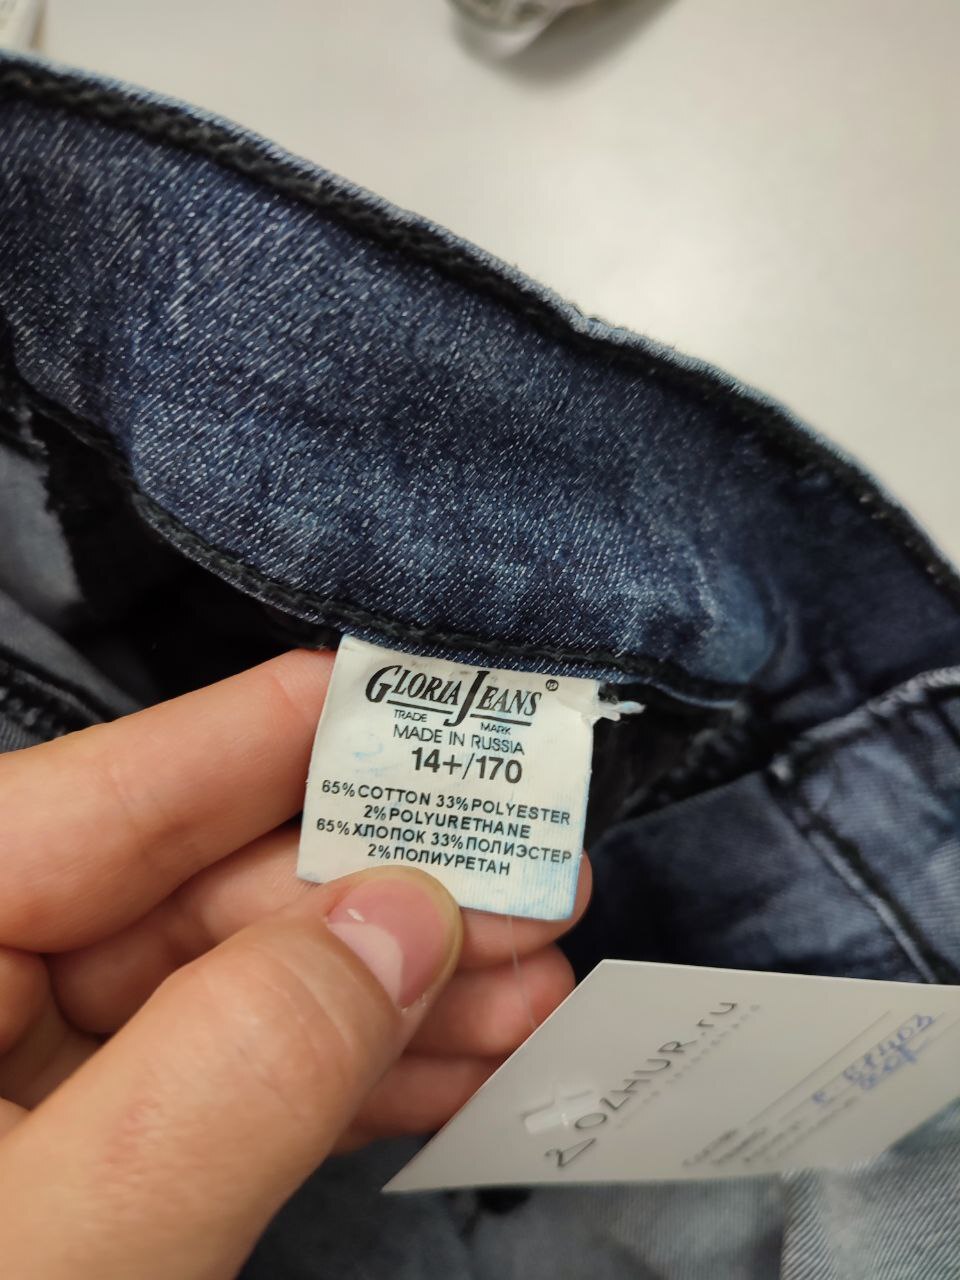 GLORIA JEANS®
TRADE MARK
MADE IN RUSSIA
14+/170
65% COTTON 33% POLYESTER
2% POLYURETHANE
65% ХЛОПОК 33% ПОЛИЭСТЕР
2% ПОЛИУРЕТАН
2OZHUR.ru